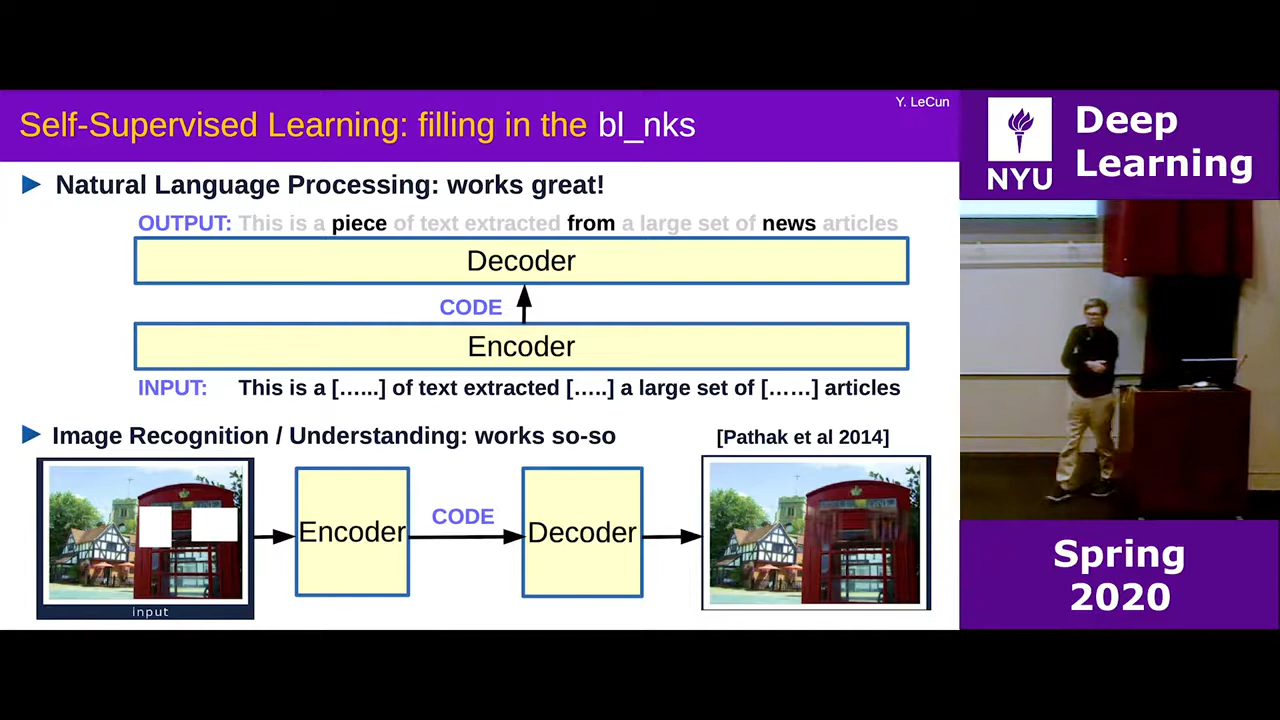 Y. LeCun
Self-Supervised Learning: filling in the bl_nks
Natural Language Processing: works great!
OUTPUT: This is a piece of text extracted from a large set of news articles
Decoder
CODE
Encoder
INPUT: This is a [......] of text extracted [.....] a large set of [......] articles
Image Recognition / Understanding: works so-so
[Pathak et al 2014]
Encoder
CODE
Decoder
input
NYU
Deep
Learning
Spring
2020